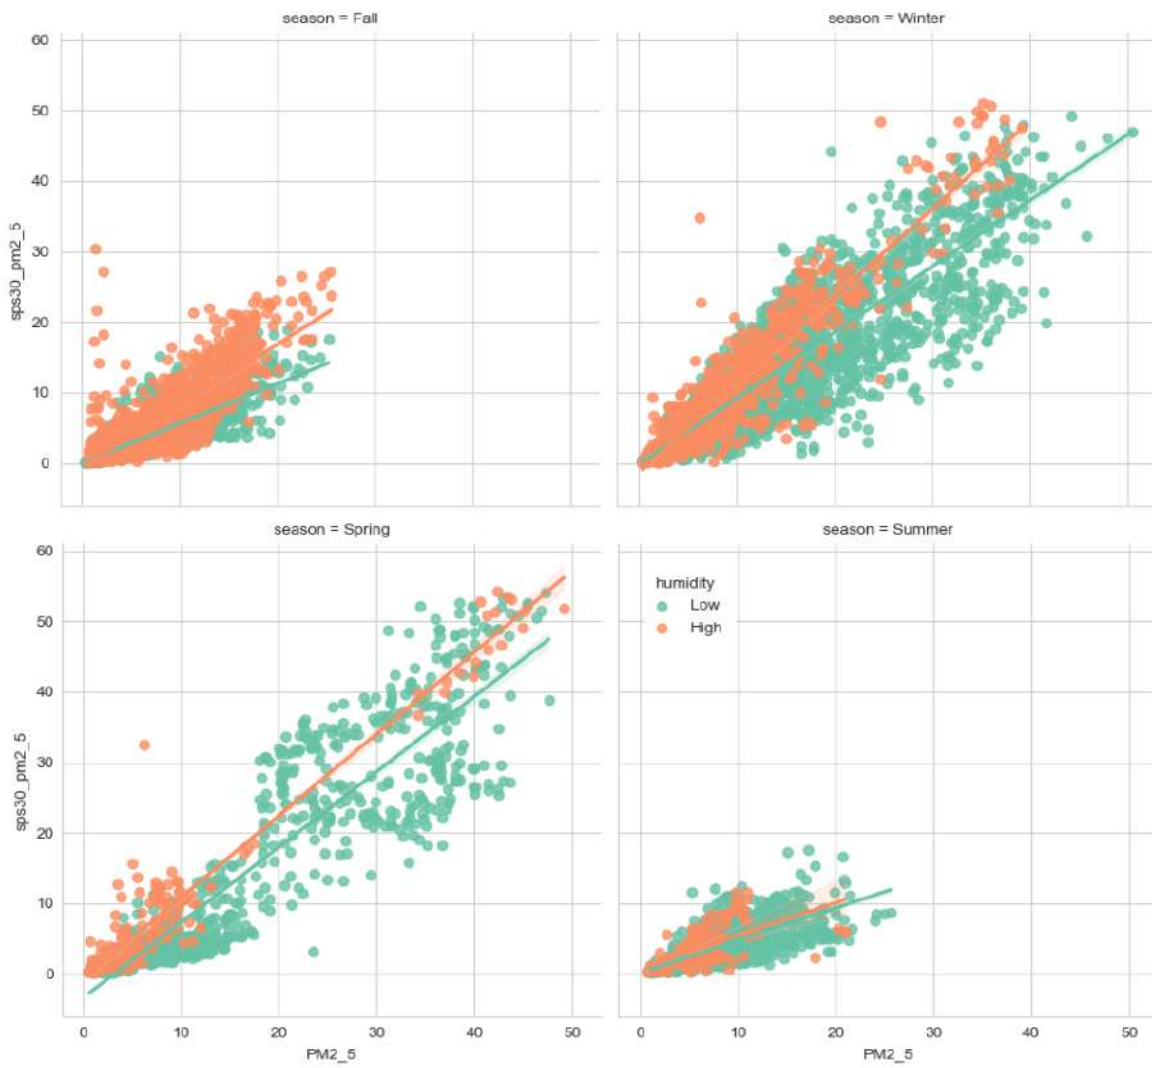 season = Fall
season = Winter
60
50
40
30
20
10
0
sps30_pm2_5
season = Spring
season = Summer
60
50
40
30
20
10
0
sps30_pm2_5
humidity
Low
High
0 10 20 30 40 50
0 10 20 30 40 50
PM2_5
PM2_5